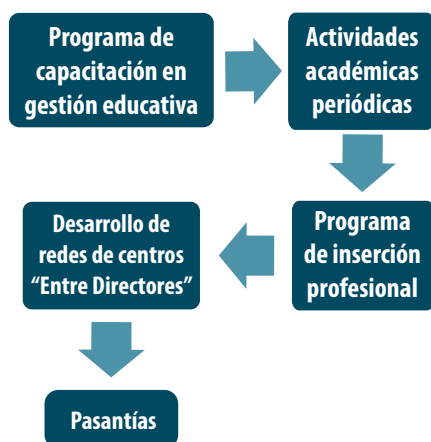 Programa de
capacitación en
gestión educativa
Actividades
académicas
periódicas
Programa
de inserción
profesional
Desarrollo de
redes de centros
“Entre Directores”
Pasantías